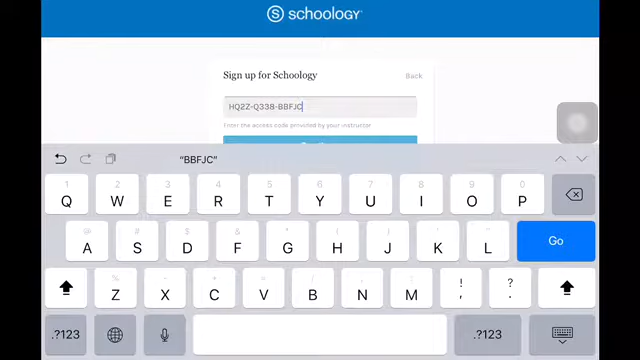 S schoology
Sign up for Schoology
Back
HQ2Z-Q338-BBFJC
Enter the access code provided by your instructor
"BBFJC"
1 2 3 4 5 6 7 8 9 0
Q W E R T Y U I O P
@ # $ & * ( ) ' "
A S D F G H J K L
Go
% - + = / ; : ! ?
Z X C V B N M , .
.?123
.?123